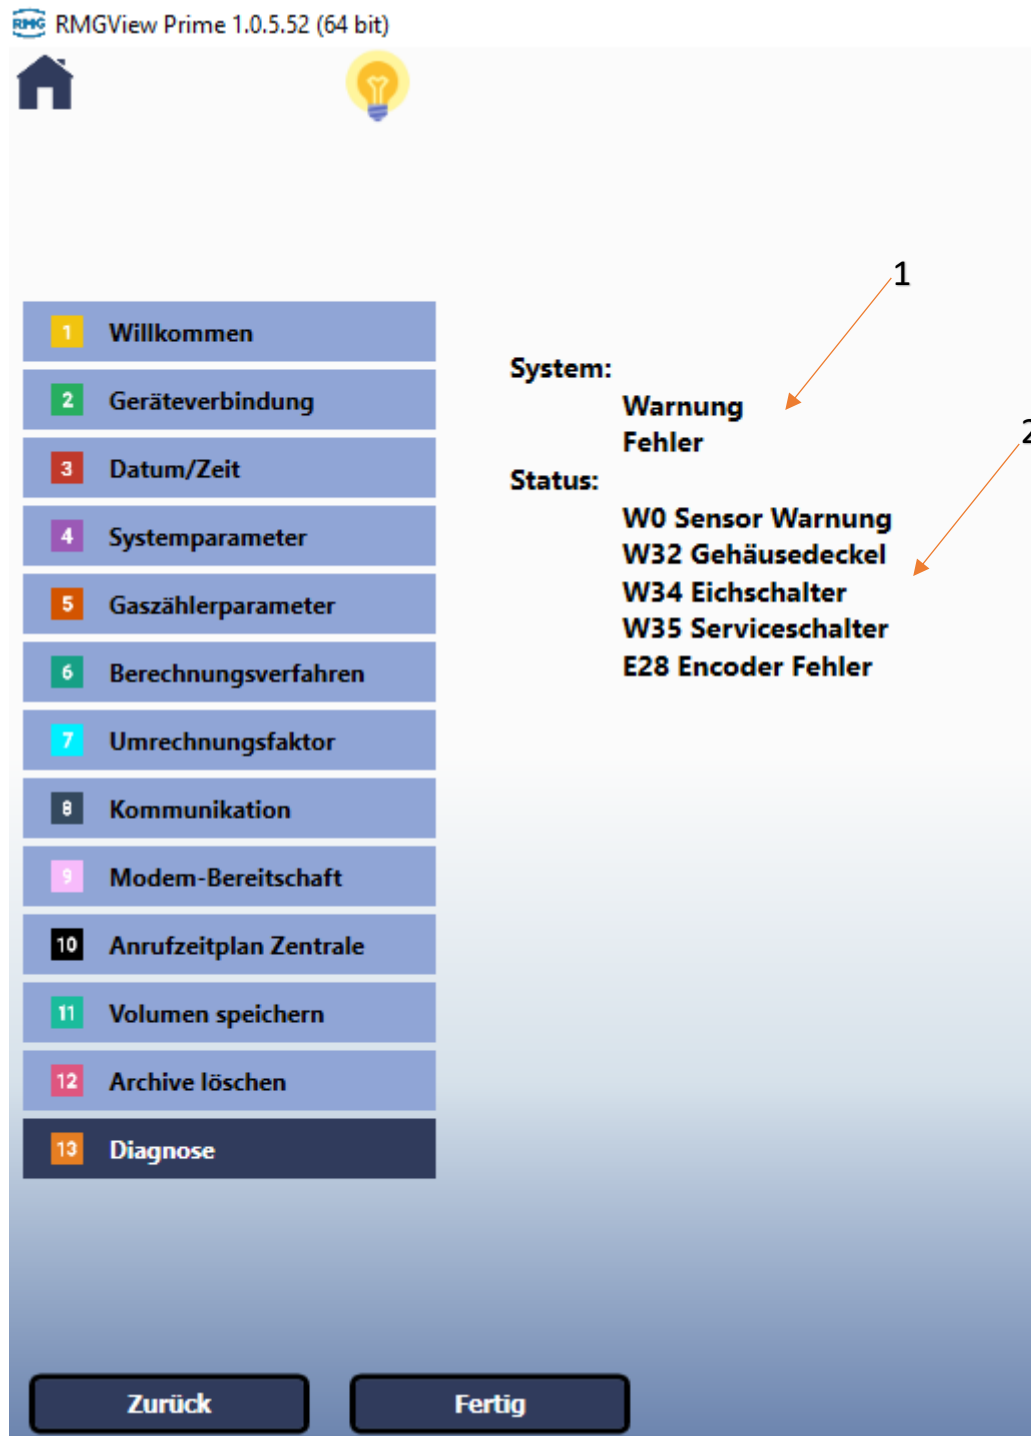 RMG RMGView Prime 1.0.5.52 (64 bit)
1
1 Willkommen
System:
2 Geräteverbindung
Warnung
2
Fehler
3 Datum/Zeit
Status:
W0 Sensor Warnung
4 Systemparameter
W32 Gehäusedeckel
W34 Eichschalter
5 Gaszählerparameter
W35 Serviceschalter
E28 Encoder Fehler
6 Berechnungsverfahren
7 Umrechnungsfaktor
8 Kommunikation
9 Modem-Bereitschaft
10 Anrufzeitplan Zentrale
11 Volumen speichern
12 Archive löschen
13 Diagnose
Zurück Fertig